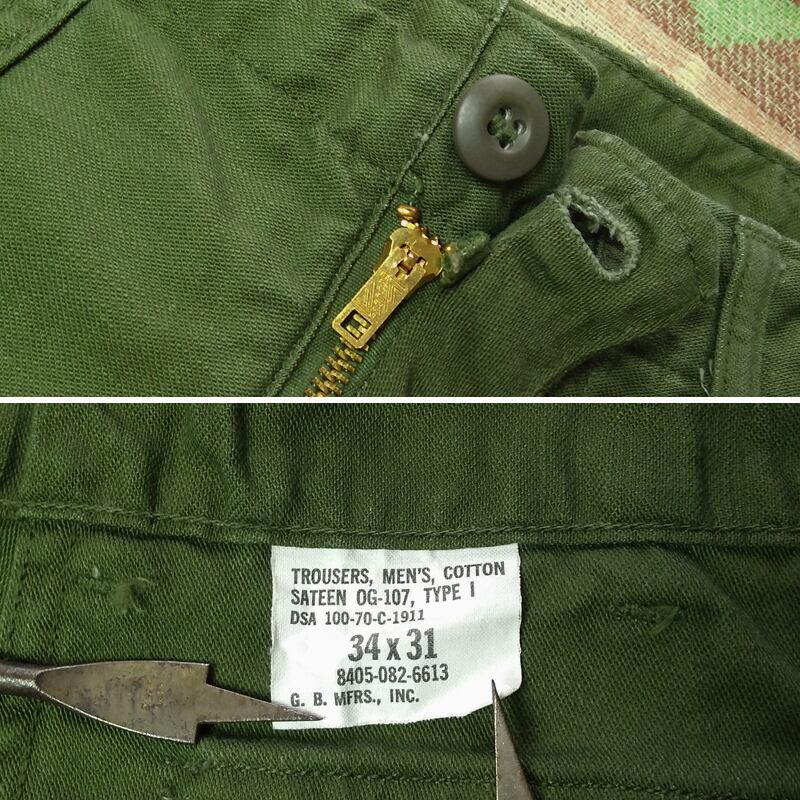 TROUSERS, MEN'S, COTTON
SATEEN OG-107, TYPE I
DSA 100-70-C-1911
34 x 31
8405-082-6613
G. B. MFRS., INC.